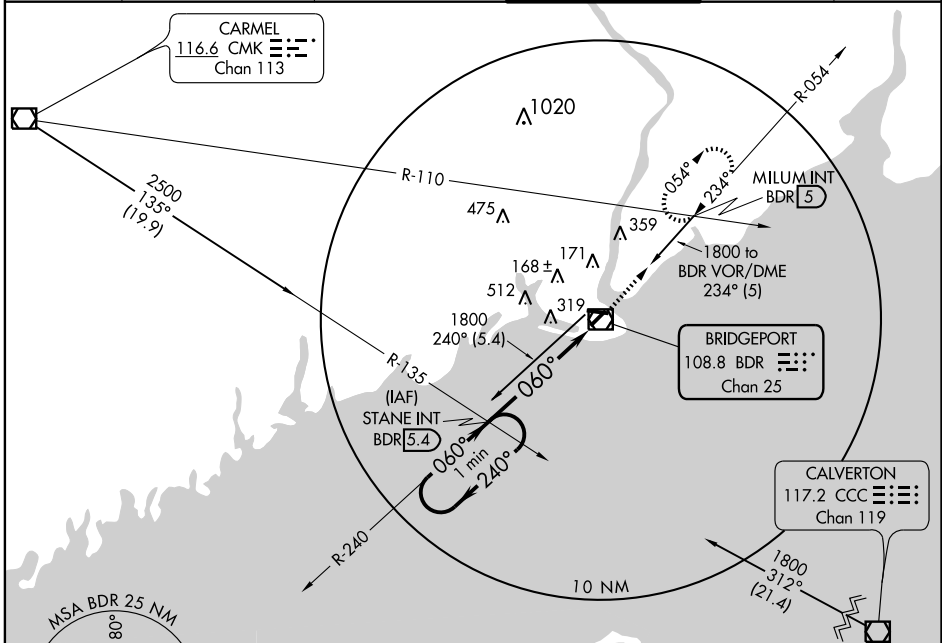 CARMEL
116.6 CMK
Chan 113
1020
R-054
R-110
054°
234°
MILUM INT
BDR 5
2500
135°
(19.9)
475
359
171
168 ±
512
319
1800 to
BDR VOR/DME
234° (5)
1800
240° (5.4)
BRIDGEPORT
108.8 BDR
Chan 25
R-135
060°
(IAF)
STANE INT
BDR 5.4
060°
1 min
240°
CALVERTON
117.2 CCC
Chan 119
R-240
1800
312°
(21.4)
10 NM
MSA BDR 25 NM
80°